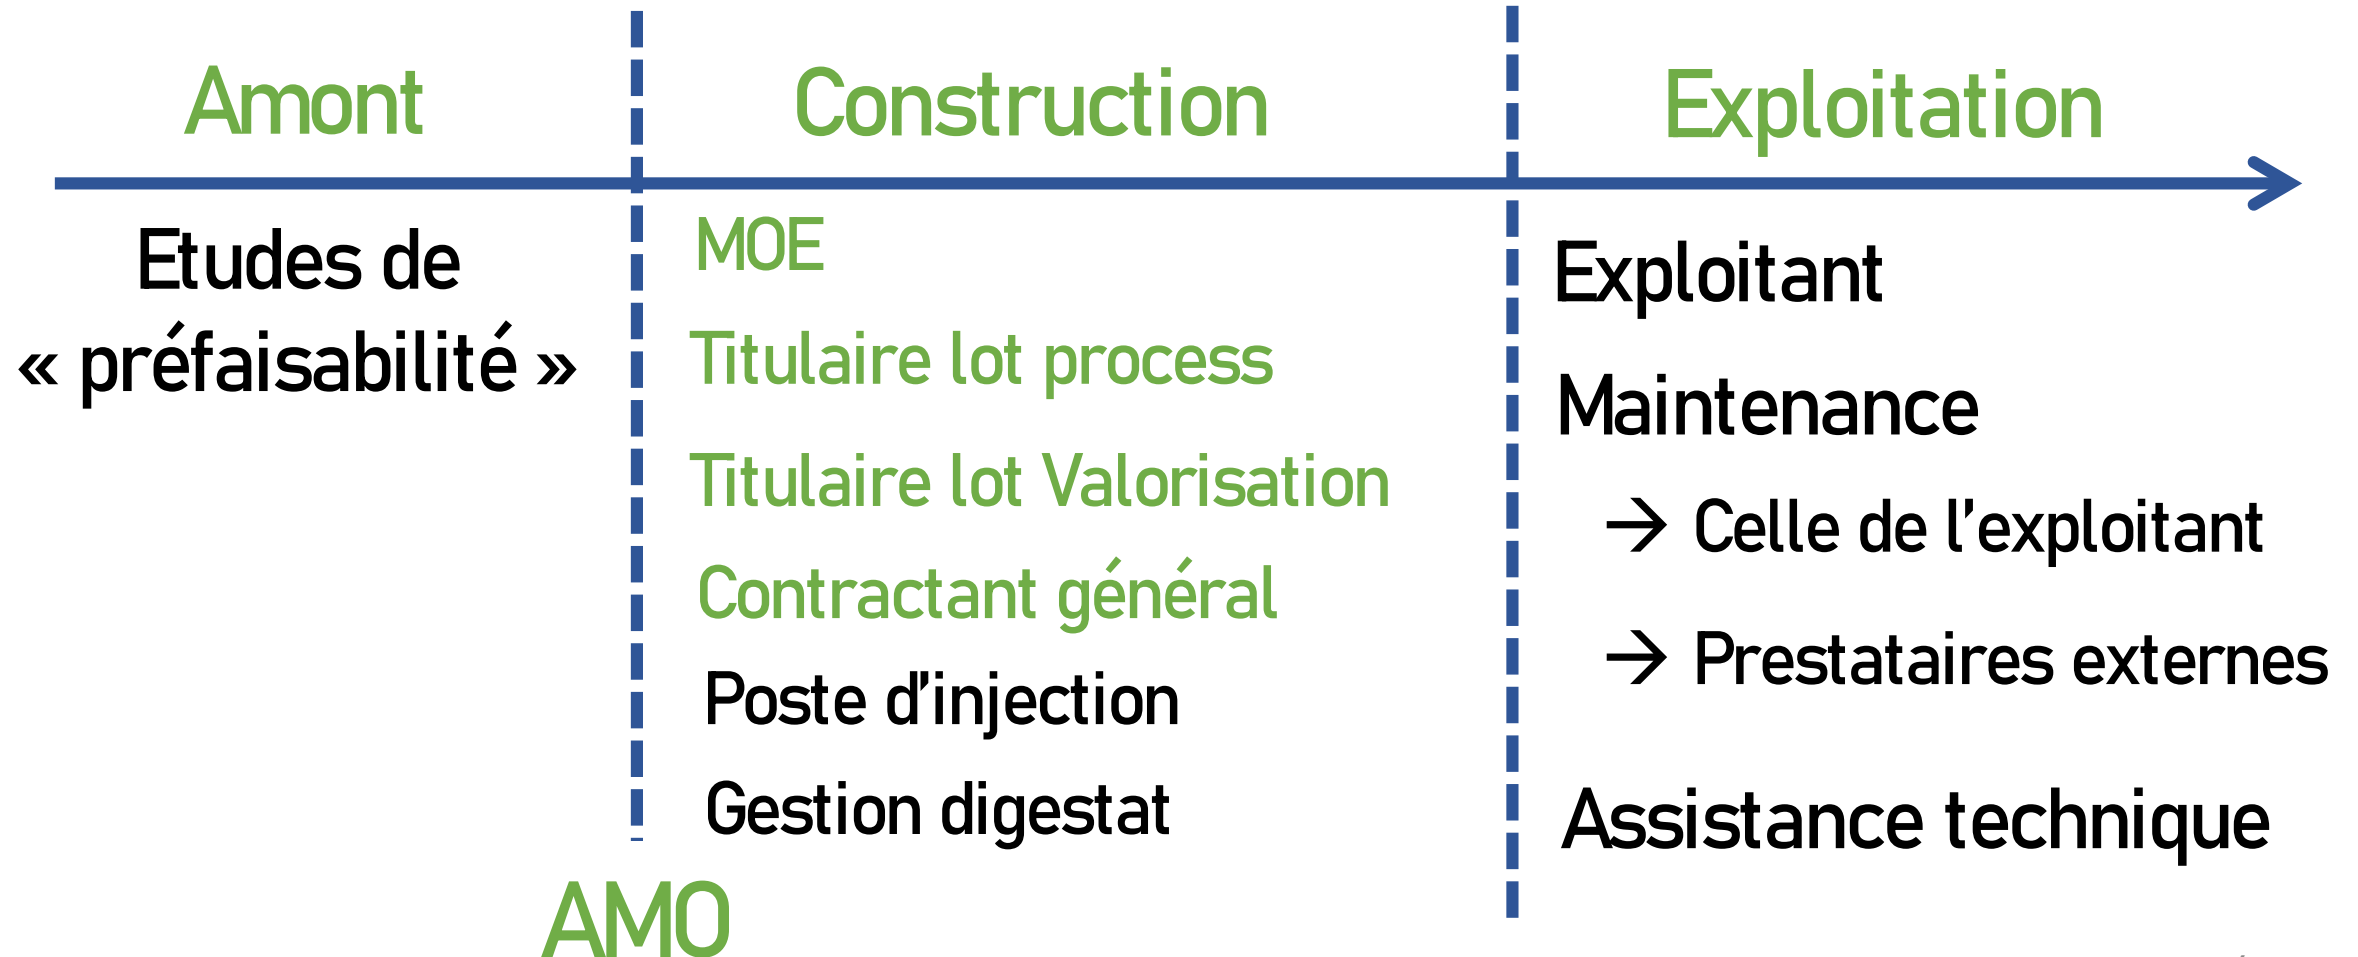 Amont
Construction
Exploitation
Etudes de
« préfaisabilité »
MOE
Titulaire lot process
Titulaire lot Valorisation
Contractant général
Poste d’injection
Gestion digestat
AMO
Exploitant
Maintenance
→ Celle de l’exploitant
→ Prestataires externes
Assistance technique